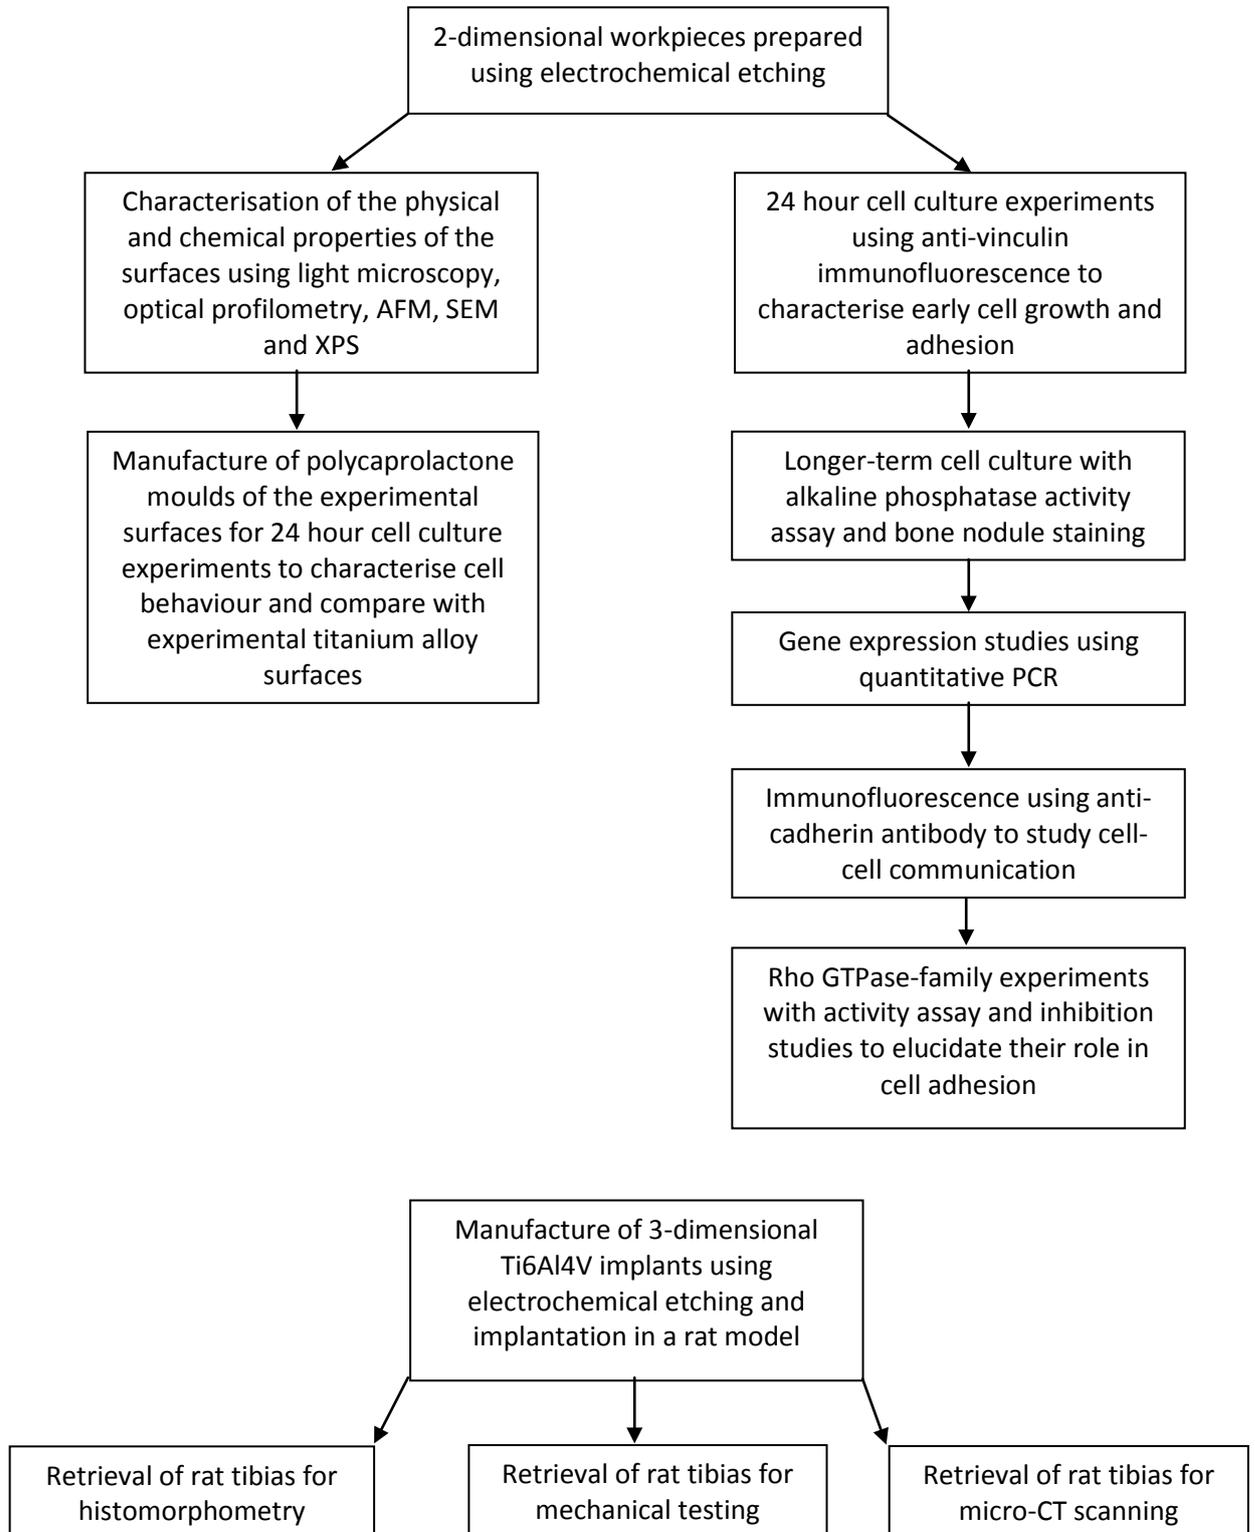 2-dimensional workpieces prepared
using electrochemical etching
Characterisation of the physical
and chemical properties of the
surfaces using light microscopy,
optical profilometry, AFM, SEM
and XPS
Manufacture of polycaprolactone
moulds of the experimental
surfaces for 24 hour cell culture
experiments to characterise cell
behaviour and compare with
experimental titanium alloy
surfaces
24 hour cell culture experiments
using anti-vinculin
immunofluorescence to
characterise early cell growth and
adhesion
Longer-term cell culture with
alkaline phosphatase activity
assay and bone nodule staining
Gene expression studies using
quantitative PCR
Immunofluorescence using anti-
cadherin antibody to study cell-
cell communication
Rho GTPase-family experiments
with activity assay and inhibition
studies to elucidate their role in
cell adhesion
Manufacture of 3-dimensional
Ti6Al4V implants using
electrochemical etching and
implantation in a rat model
Retrieval of rat tibias for
histomorphometry
Retrieval of rat tibias for
mechanical testing
Retrieval of rat tibias for
micro-CT scanning